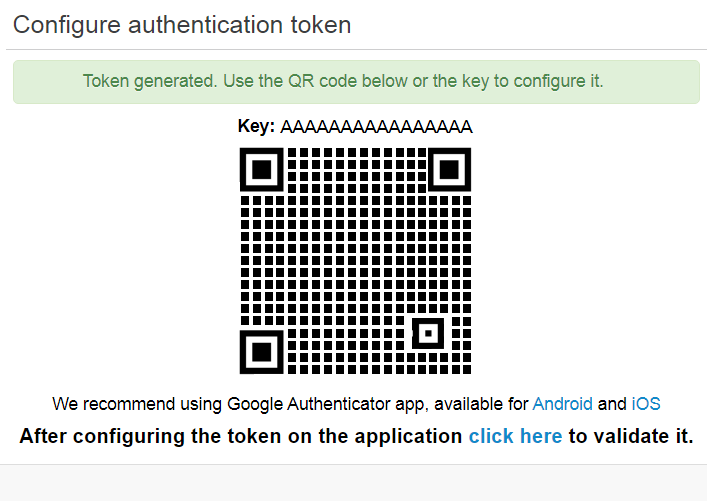 Configure authentication token
Token generated. Use the QR code below or the key to configure it.
Key: AAAAAAAAAAAAAAAA
We recommend using Google Authenticator app, available for Android and iOS
After configuring the token on the application click here to validate it.